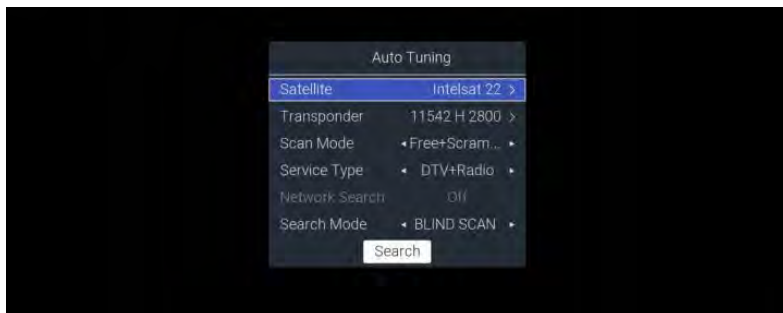 Auto Tuning
Satellite Intelsat 22 >
Transponder 11542 H 2800 >
Scan Mode ◂ Free+Scram... ▸
Service Type ◂ DTV+Radio ▸
Network Search Off
Search Mode ◂ BLIND SCAN ▸
Search